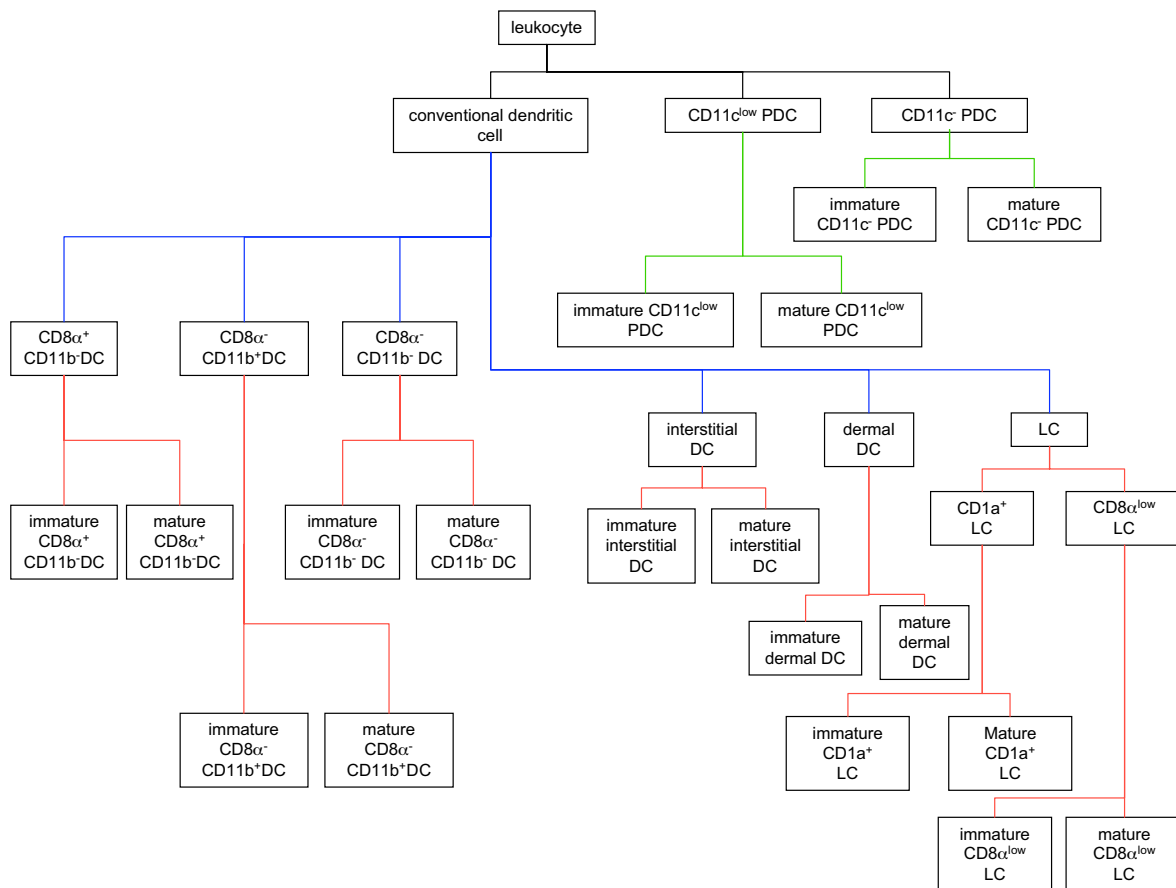 leukocyte
conventional dendritic
cell
CD11c^low PDC
CD11c⁻ PDC
immature
CD11c⁻ PDC
mature
CD11c⁻ PDC
immature CD11c^low
PDC
mature CD11c^low
PDC
CD8α⁺
CD11b⁻DC
CD8α⁻
CD11b⁺DC
CD8α⁻
CD11b⁻ DC
interstitial
DC
dermal
DC
LC
immature
CD8α⁺
CD11b⁻DC
mature
CD8α⁺
CD11b⁻DC
immature
CD8α⁻
CD11b⁻ DC
mature
CD8α⁻
CD11b⁻ DC
immature
interstitial
DC
mature
interstitial
DC
CD1a⁺
LC
CD8α^low
LC
immature
dermal DC
mature
dermal
DC
immature
CD8α⁻
CD11b⁺DC
mature
CD8α⁻
CD11b⁺DC
immature
CD1a⁺
LC
Mature
CD1a⁺
LC
immature
CD8α^low
LC
mature
CD8α^low
LC